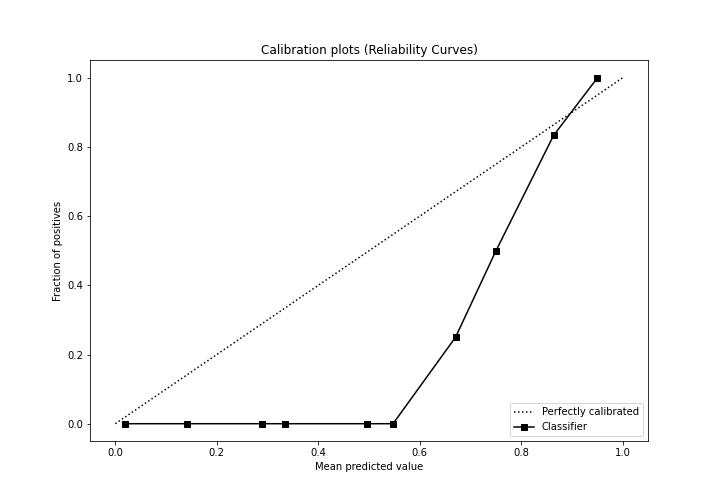 Calibration plots (Reliability Curves)
1.0
0.8
0.6
0.4
0.2
0.0
Fraction of positives
Perfectly calibrated
Classifier
0.0 0.2 0.4 0.6 0.8 1.0
Mean predicted value